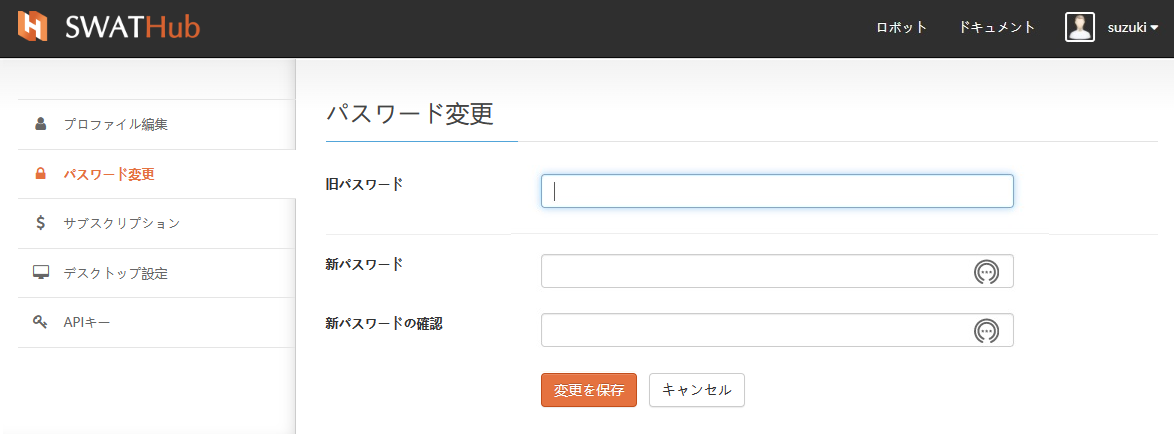 SWATHub
ロボット ドキュメント suzuki
プロファイル編集
パスワード変更
サブスクリプション
デスクトップ設定
APIキー
パスワード変更
旧パスワード
新パスワード
新パスワードの確認
変更を保存 キャンセル